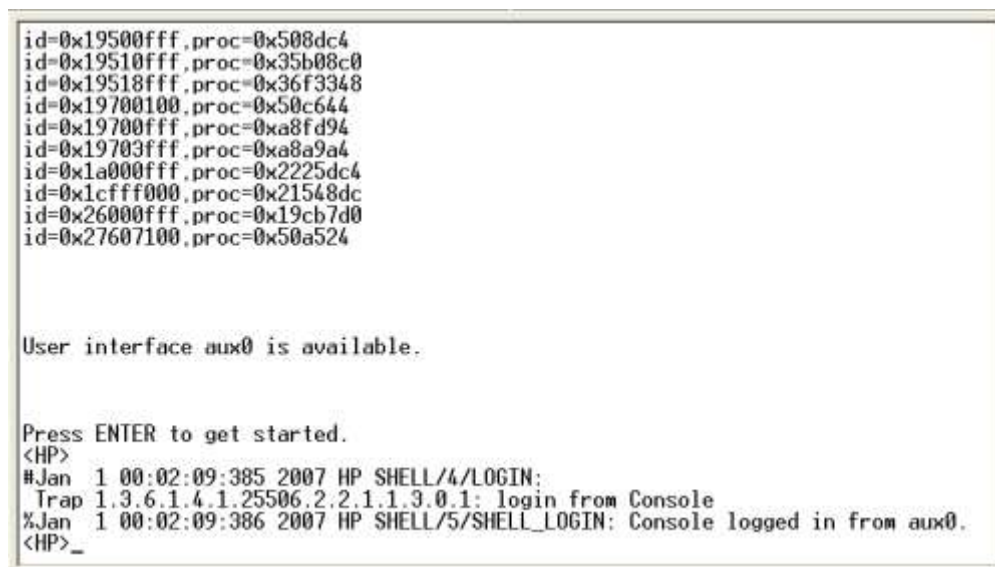 id=0x19500fff,proc=0x508dc4
id=0x19510fff,proc=0x35b08c0
id=0x19518fff,proc=0x36f3348
id=0x19700100,proc=0x50c644
id=0x19700fff,proc=0xa8fd94
id=0x19703fff,proc=0xa8a9a4
id=0x1a000fff,proc=0x2225dc4
id=0x1cfff000,proc=0x21548dc
id=0x26000fff,proc=0x19cb7d0
id=0x27607100,proc=0x50a524
User interface aux0 is available.
Press ENTER to get started.
<HP>
#Jan  1 00:02:09:385 2007 HP SHELL/4/LOGIN:
 Trap 1.3.6.1.4.1.25506.2.2.1.1.3.0.1: login from Console
%Jan  1 00:02:09:386 2007 HP SHELL/5/SHELL_LOGIN: Console logged in from aux0.
<HP>_